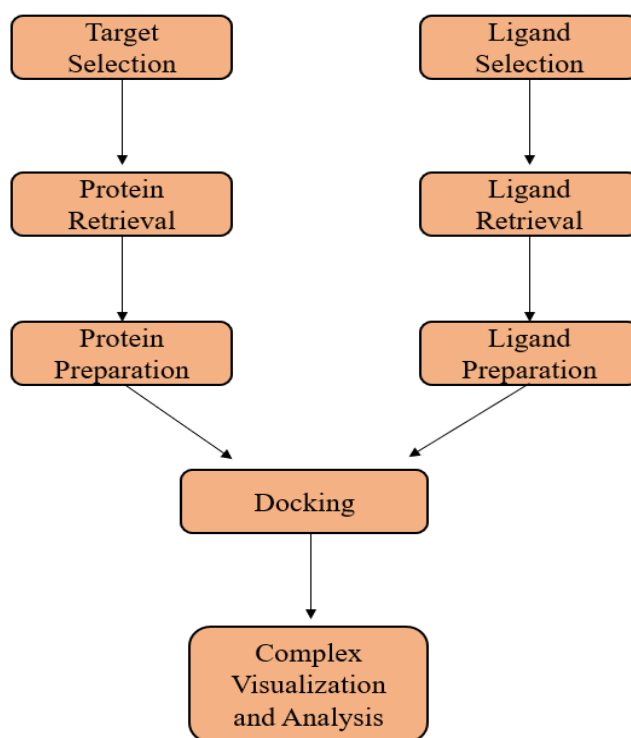 Target
Selection
Ligand
Selection
Protein
Retrieval
Ligand
Retrieval
Protein
Preparation
Ligand
Preparation
Docking
Complex
Visualization
and Analysis